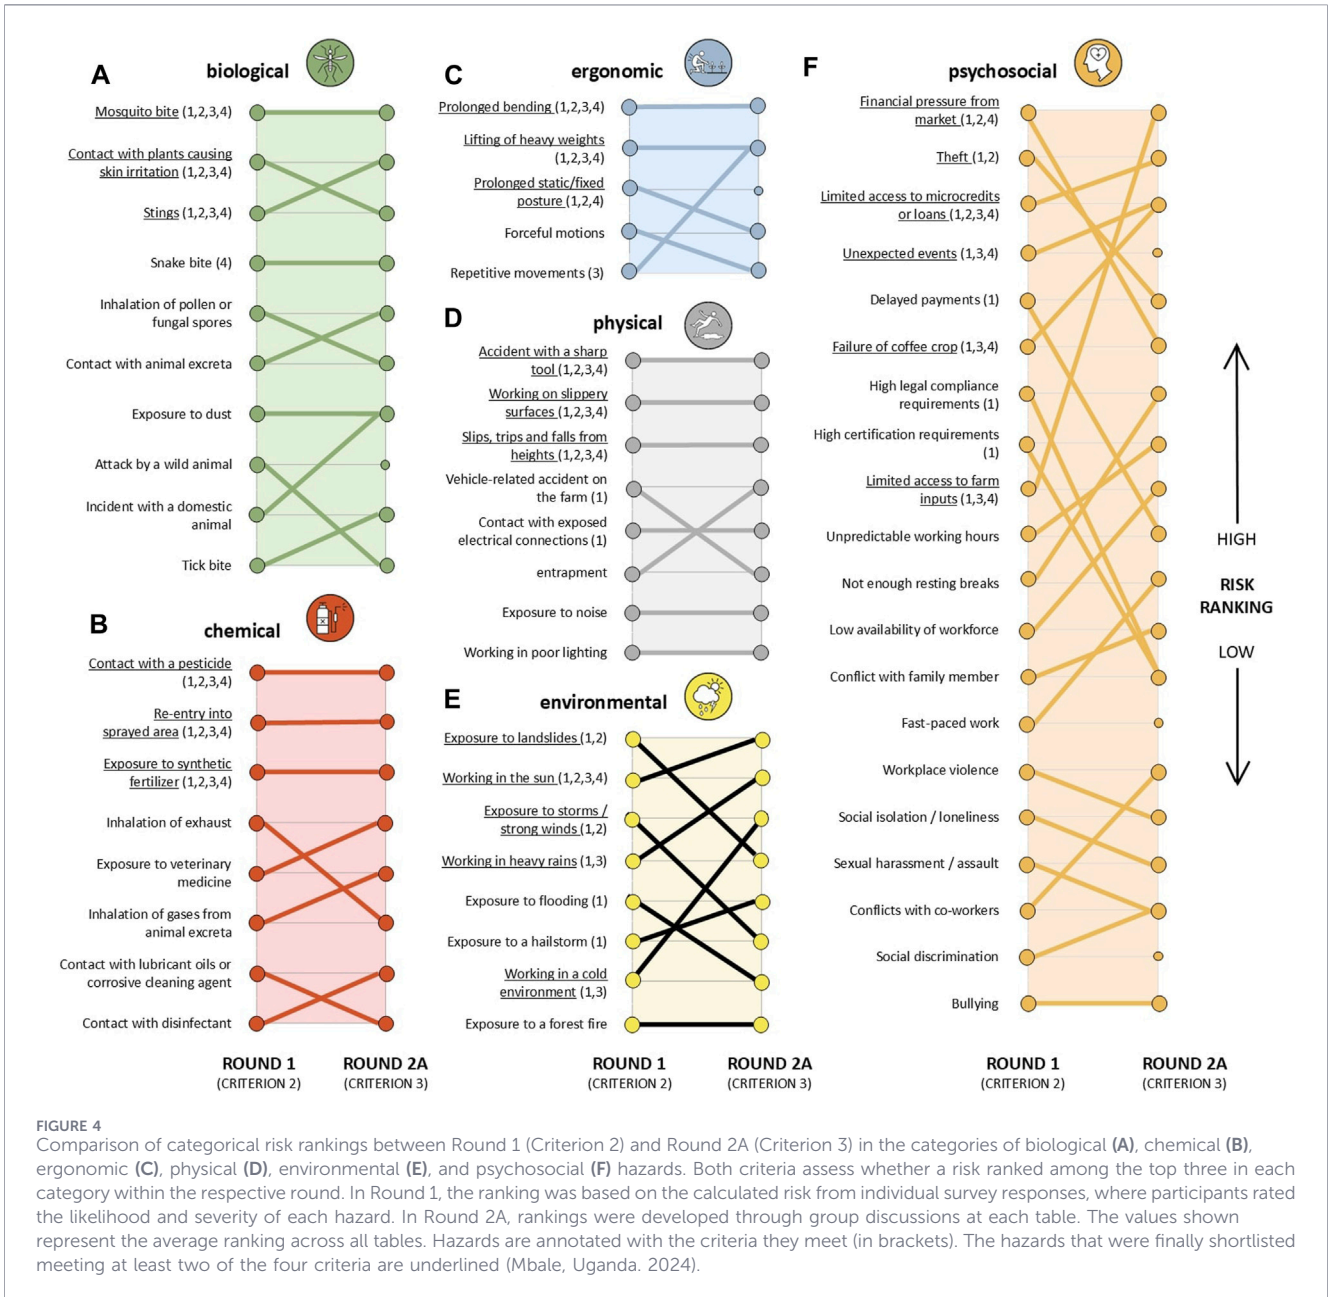 A
biological
Mosquito bite (1,2,3,4)
Contact with plants causing
skin irritation (1,2,3,4)
Stings (1,2,3,4)
Snake bite (4)
Inhalation of pollen or
fungal spores
Contact with animal excreta
Exposure to dust
Attack by a wild animal
Incident with a domestic
animal
Tick bite
B
chemical
Contact with a pesticide
(1,2,3,4)
Re-entry into
sprayed area (1,2,3,4)
Exposure to synthetic
fertilizer (1,2,3,4)
Inhalation of exhaust
Exposure to veterinary
medicine
Inhalation of gases from
animal excreta
Contact with lubricant oils or
corrosive cleaning agent
Contact with disinfectant
ROUND 1
(CRITERION 2)
ROUND 2A
(CRITERION 3)
C
ergonomic
Prolonged bending (1,2,3,4)
Lifting of heavy weights
(1,2,3,4)
Prolonged static/fixed
posture (1,2,4)
Forceful motions
Repetitive movements (3)
D
physical
Accident with a sharp
tool (1,2,3,4)
Working on slippery
surfaces (1,2,3,4)
Slips, trips and falls from
heights (1,2,3,4)
Vehicle-related accident on
the farm (1)
Contact with exposed
electrical connections (1)
entrapment
Exposure to noise
Working in poor lighting
E
environmental
Exposure to landslides (1,2)
Working in the sun (1,2,3,4)
Exposure to storms /
strong winds (1,2)
Working in heavy rains (1,3)
Exposure to flooding (1)
Exposure to a hailstorm (1)
Working in a cold
environment (1,3)
Exposure to a forest fire
ROUND 1
(CRITERION 2)
ROUND 2A
(CRITERION 3)
F
psychosocial
Financial pressure from
market (1,2,4)
Theft (1,2)
Limited access to microcredits
or loans (1,2,3,4)
Unexpected events (1,3,4)
Delayed payments (1)
Failure of coffee crop (1,3,4)
High legal compliance
requirements (1)
High certification requirements
(1)
Limited access to farm
inputs (1,3,4)
Unpredictable working hours
Not enough resting breaks
Low availability of workforce
Conflict with family member
Fast-paced work
Workplace violence
Social isolation / loneliness
Sexual harassment / assault
Conflicts with co-workers
Social discrimination
Bullying
ROUND 1
(CRITERION 2)
ROUND 2A
(CRITERION 3)
HIGH
RISK
RANKING
LOW
FIGURE 4
Comparison of categorical risk rankings between Round 1 (Criterion 2) and Round 2A (Criterion 3) in the categories of biological (A), chemical (B),
ergonomic (C), physical (D), environmental (E), and psychosocial (F) hazards. Both criteria assess whether a risk ranked among the top three in each
category within the respective round. In Round 1, the ranking was based on the calculated risk from individual survey responses, where participants rated
the likelihood and severity of each hazard. In Round 2A, rankings were developed through group discussions at each table. The values shown
represent the average ranking across all tables. Hazards are annotated with the criteria they meet (in brackets). The hazards that were finally shortlisted
meeting at least two of the four criteria are underlined (Mbale, Uganda. 2024).